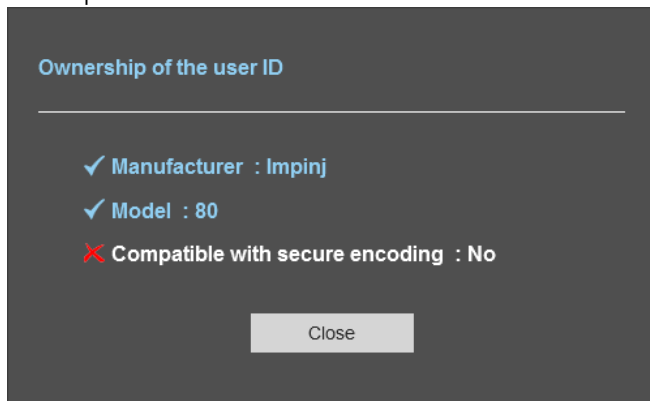 Ownership of the user ID
Manufacturer : Impinj
Model : 80
Compatible with secure encoding : No
Close